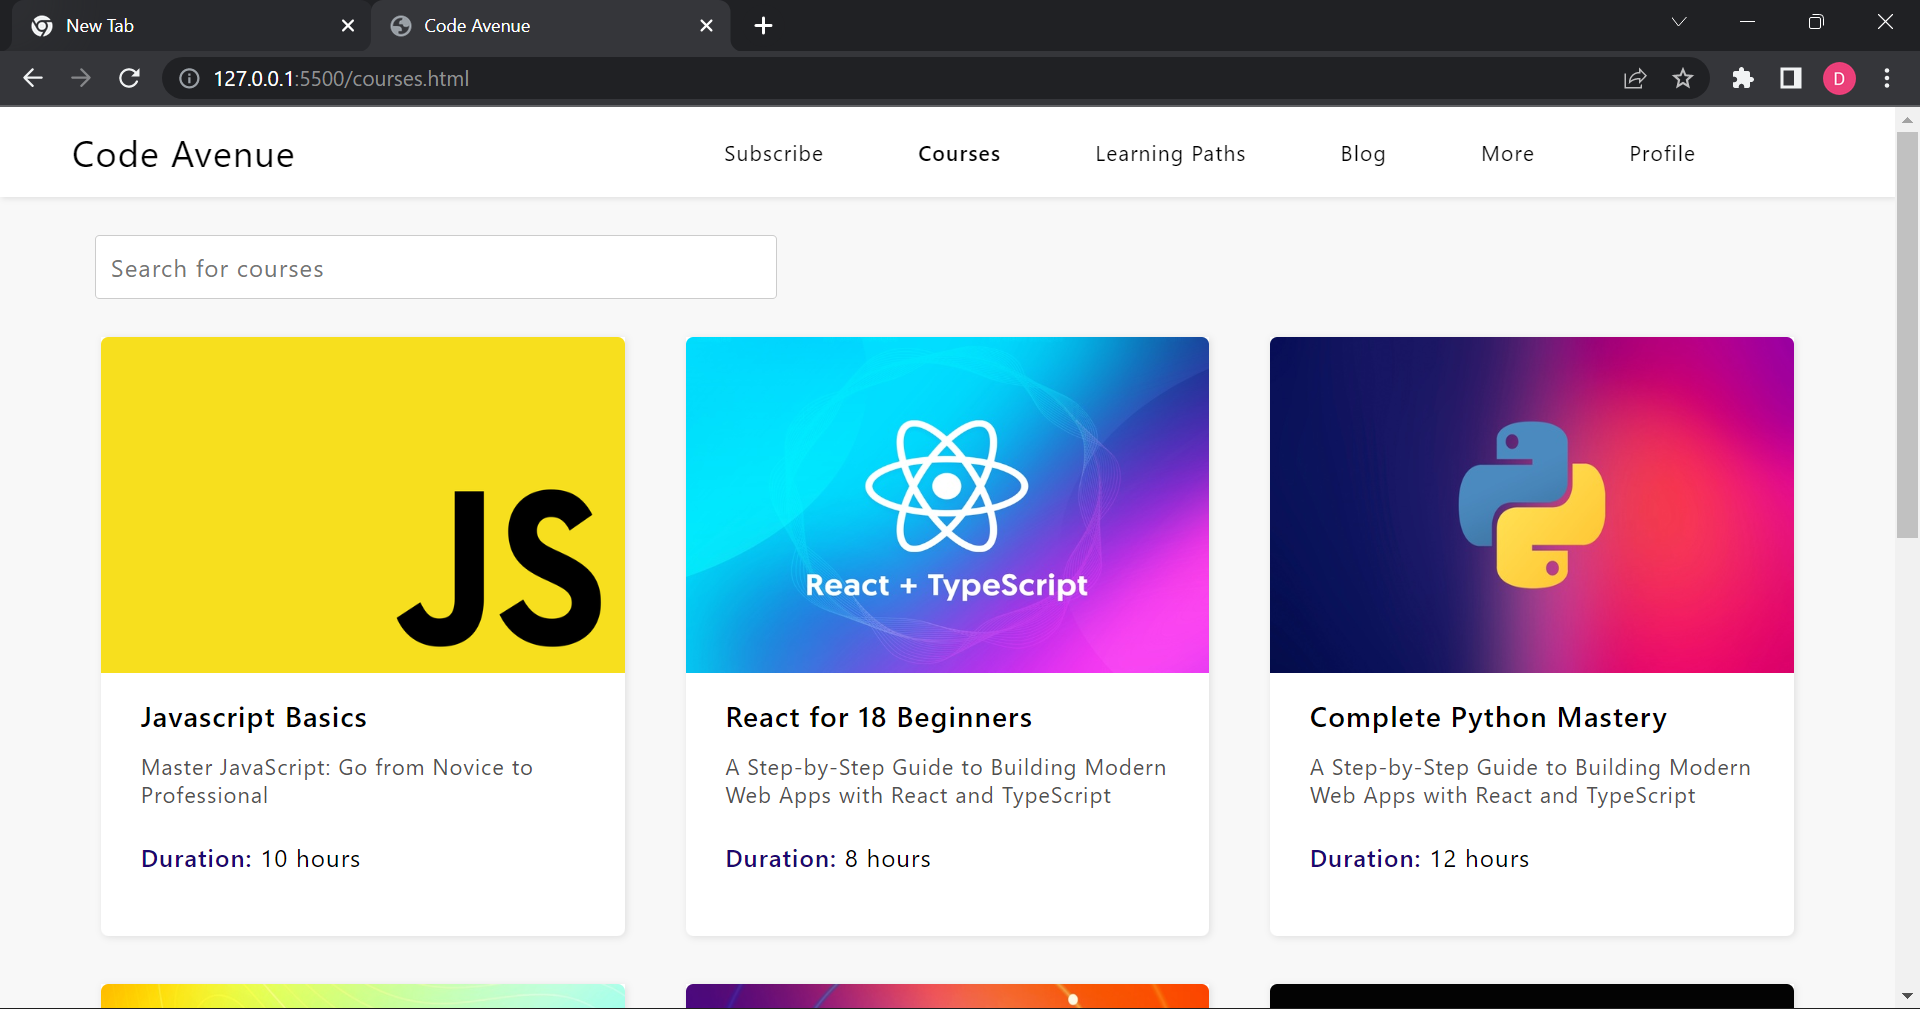 New Tab
Code Avenue
127.0.0.1:5500/courses.html
D
Code Avenue
Subscribe
Courses
Learning Paths
Blog
More
Profile
Search for courses
JS
Javascript Basics
Master JavaScript: Go from Novice to
Professional
Duration: 10 hours
React + TypeScript
React for 18 Beginners
A Step-by-Step Guide to Building Modern
Web Apps with React and TypeScript
Duration: 8 hours
Complete Python Mastery
A Step-by-Step Guide to Building Modern
Web Apps with React and TypeScript
Duration: 12 hours